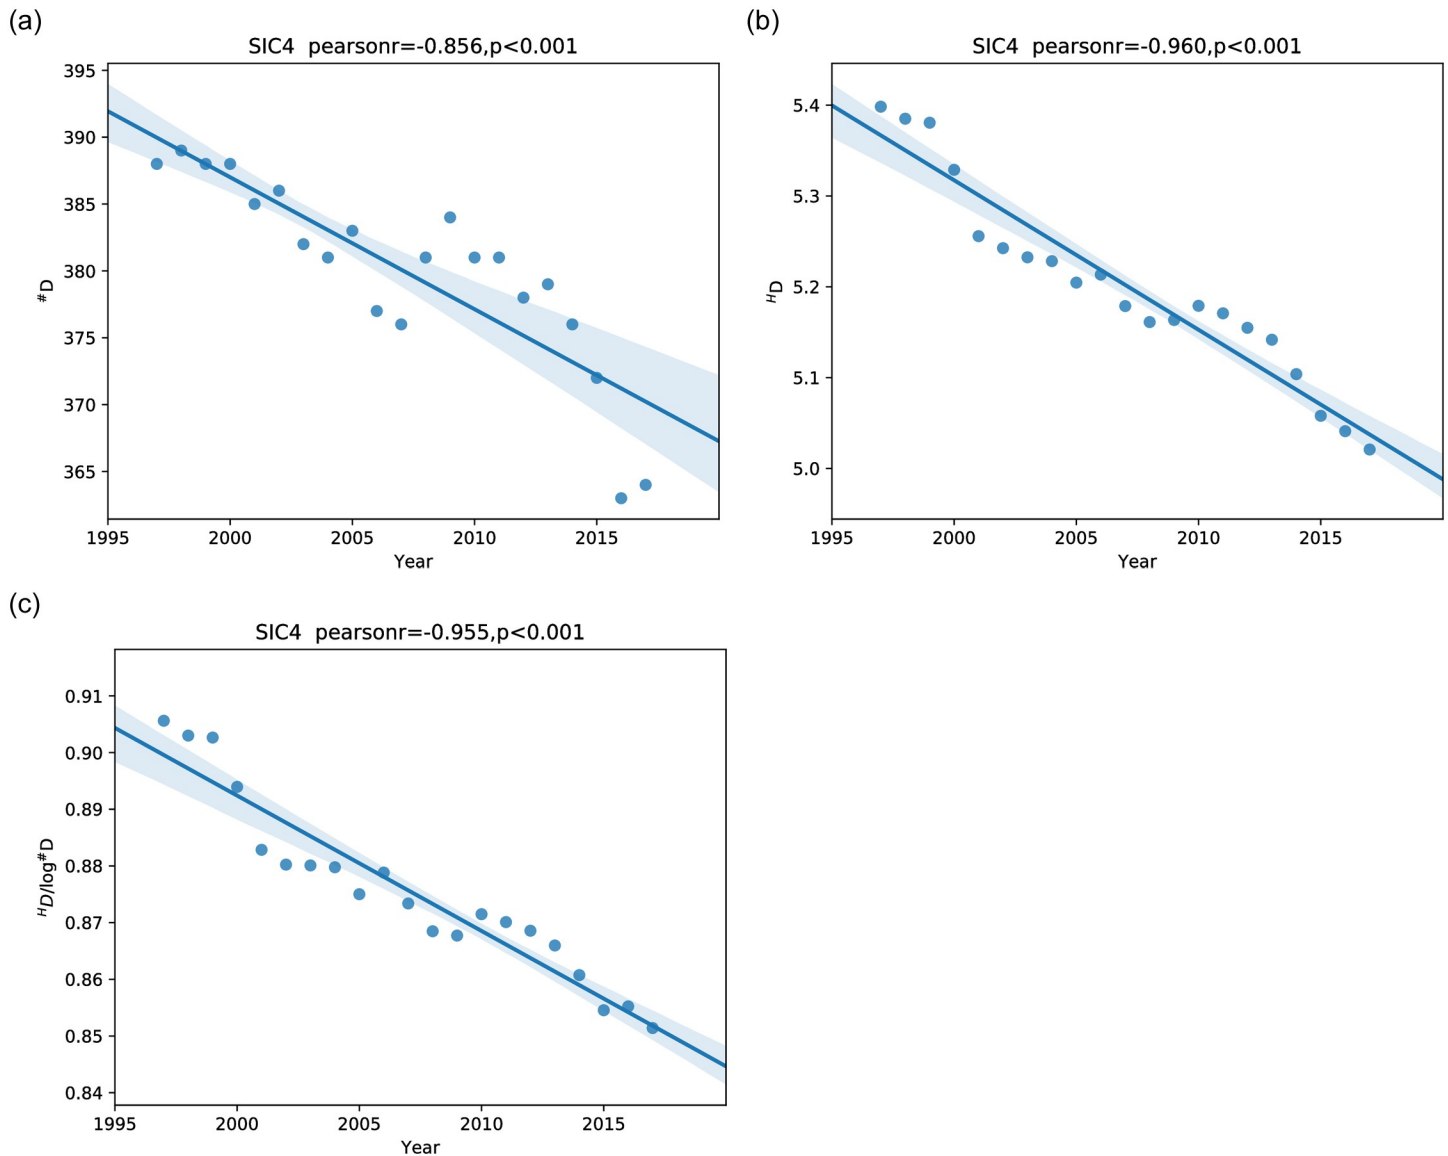 (a)
SIC4 pearsonr=-0.856,p<0.001
395
390
385
380
375
370
365
#D
1995 2000 2005 2010 2015
Year
(b)
SIC4 pearsonr=-0.960,p<0.001
5.4
5.3
5.2
5.1
5.0
HD
1995 2000 2005 2010 2015
Year
(c)
SIC4 pearsonr=-0.955,p<0.001
0.91
0.90
0.89
0.88
0.87
0.86
0.85
0.84
HD/log#D
1995 2000 2005 2010 2015
Year